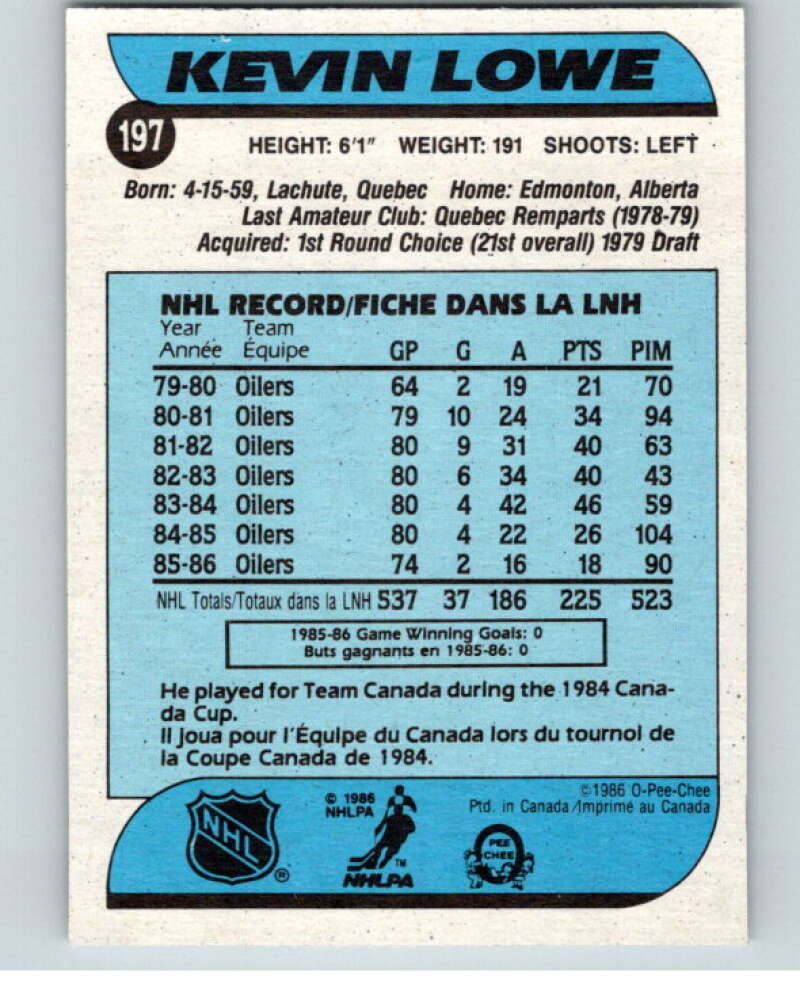 KEVIN LOWE
197
HEIGHT: 6'1" WEIGHT: 191 SHOOTS: LEFT
Born: 4-15-59, Lachute, Quebec Home: Edmonton, Alberta
Last Amateur Club: Quebec Remparts (1978-79)
Acquired: 1st Round Choice (21st overall) 1979 Draft
NHL RECORD/FICHE DANS LA LNH
Year Team
Année Équipe GP G A PTS PIM
79-80 Oilers 64 2 19 21 70
80-81 Oilers 79 10 24 34 94
81-82 Oilers 80 9 31 40 63
82-83 Oilers 80 6 34 40 43
83-84 Oilers 80 4 42 46 59
84-85 Oilers 80 4 22 26 104
85-86 Oilers 74 2 16 18 90
NHL Totals/Totaux dans la LNH 537 37 186 225 523
1985-86 Game Winning Goals: 0
Buts gagnants en 1985-86: 0
He played for Team Canada during the 1984 Cana-
da Cup.
Il joua pour l'Équipe du Canada lors du tournoi de
la Coupe Canada de 1984.
©1986 O-Pee-Chee
Ptd. in Canada/Imprimé au Canada
© 1986
NHLPA
NHL
®
TM
NHLPA
PEE
CHEE